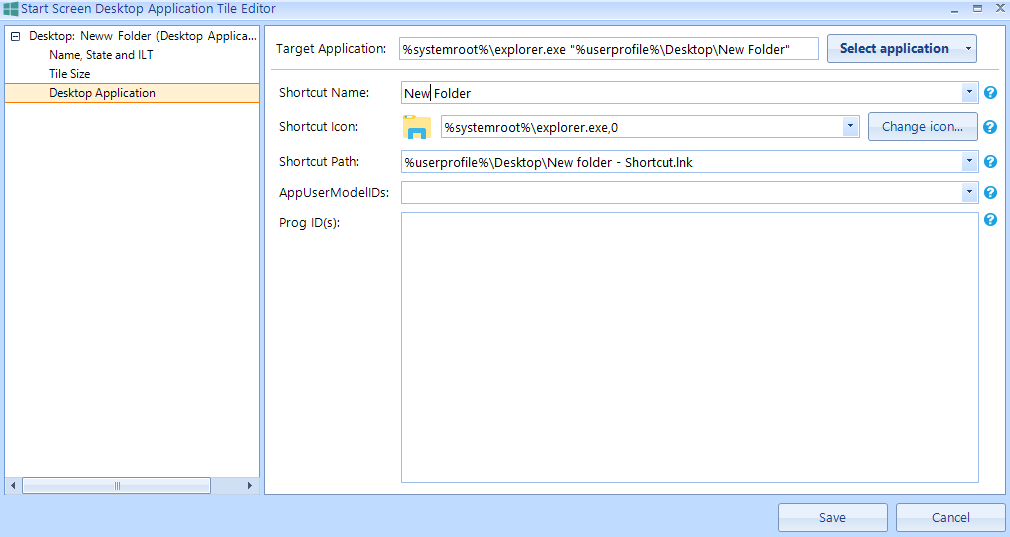 Start Screen Desktop Application Tile Editor
Desktop: Neww Folder (Desktop Applica...
Name, State and ILT
Tile Size
Desktop Application
Target Application: %systemroot%\explorer.exe "%userprofile%\Desktop\New Folder" Select application
Shortcut Name: New Folder
Shortcut Icon: %systemroot%\explorer.exe,0 Change icon...
Shortcut Path: %userprofile%\Desktop\New folder - Shortcut.lnk
AppUserModelIDs:
Prog ID(s):
Save Cancel